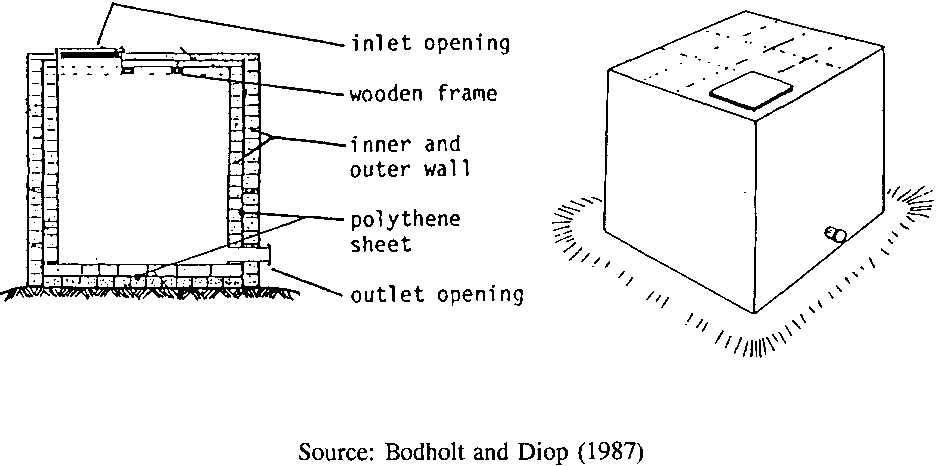 inlet opening
wooden frame
inner and
outer wall
polythene
sheet
outlet opening
Source: Bodholt and Diop (1987)